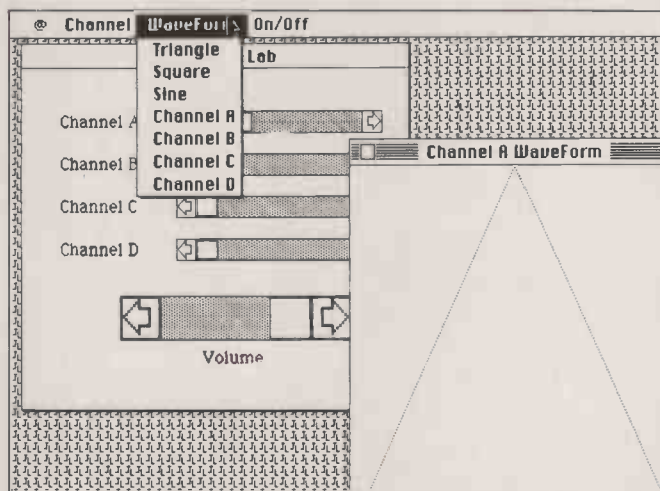 @ Channel WaveForm On/Off
Triangle
Square
Sine
Channel A
Channel B
Channel C
Channel D
Lab
Channel A
Channel B
Channel C
Channel D
Volume
Channel A WaveForm